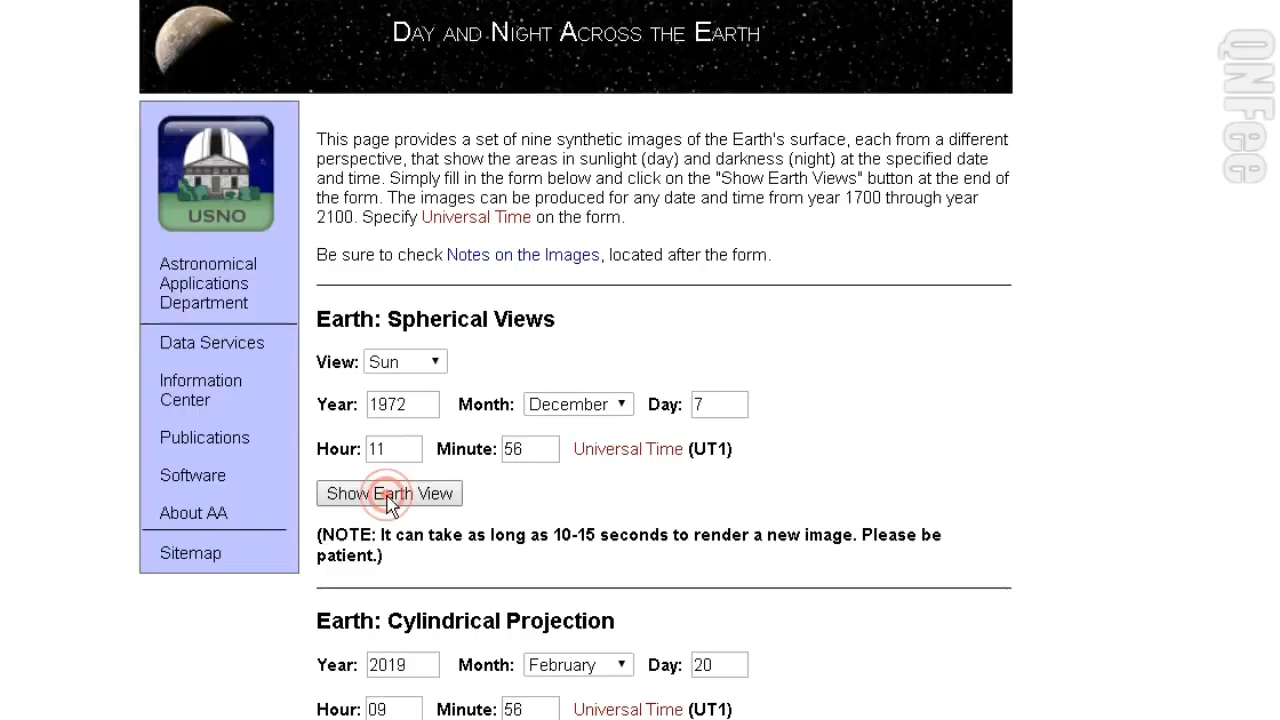 DAY AND NIGHT ACROSS THE EARTH
QNFee
USNO
Astronomical
Applications
Department
Data Services
Information
Center
Publications
Software
About AA
Sitemap
This page provides a set of nine synthetic images of the Earth's surface, each from a different
perspective, that show the areas in sunlight (day) and darkness (night) at the specified date
and time. Simply fill in the form below and click on the "Show Earth Views" button at the end of
the form. The images can be produced for any date and time from year 1700 through year
2100. Specify Universal Time on the form.
Be sure to check Notes on the Images, located after the form.
Earth: Spherical Views
View: Sun
Year: 1972 Month: December Day: 7
Hour: 11 Minute: 56 Universal Time (UT1)
Show Earth View
(NOTE: It can take as long as 10-15 seconds to render a new image. Please be
patient.)
Earth: Cylindrical Projection
Year: 2019 Month: February Day: 20
Hour: 09 Minute: 56 Universal Time (UT1)